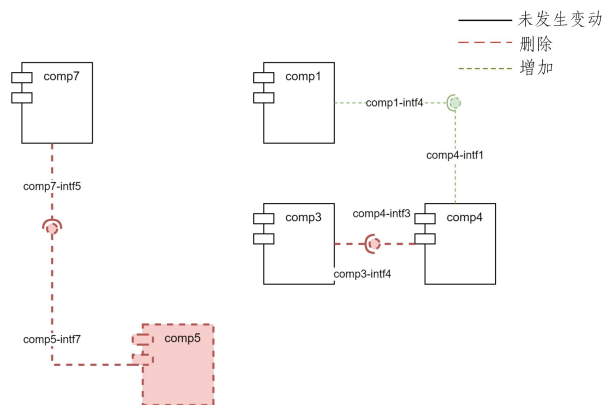 未发生变动
删除
增加
comp7
comp1
comp1-intf4
comp4-intf1
comp7-intf5
comp3
comp4-intf3
comp4
comp3-intf4
comp5-intf7
comp5